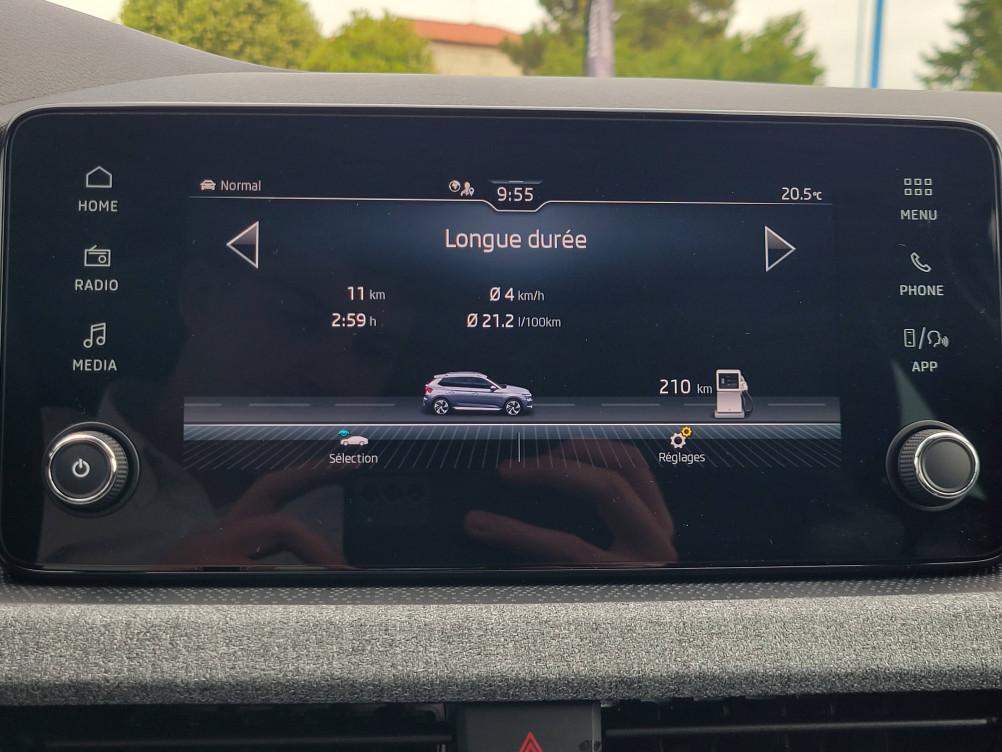 Normal
9:55
20.5°C
HOME
MENU
Longue durée
RADIO
PHONE
11 km
Ø 4 km/h
2:59 h
Ø 21.2 l/100km
MEDIA
APP
210 km
Sélection
Réglages